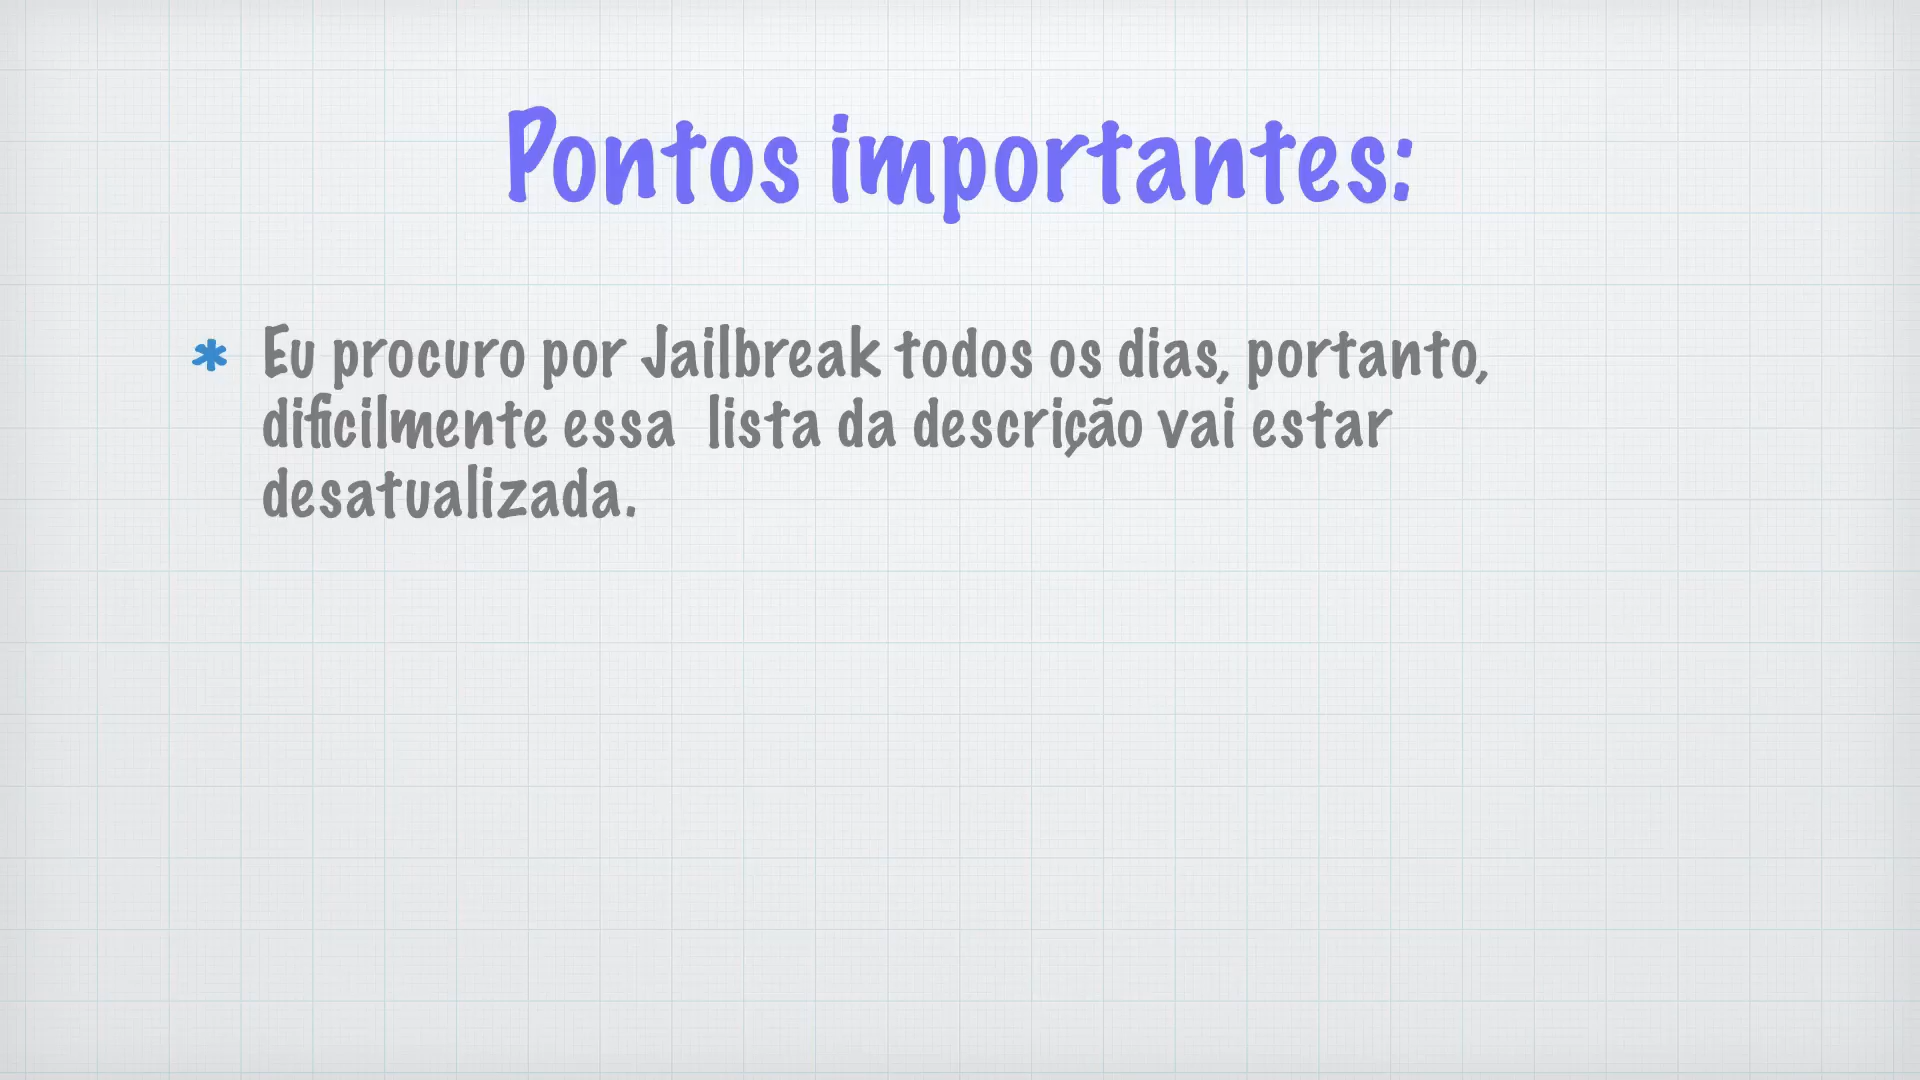 Pontos importantes:
* Eu procuro por Jailbreak todos os dias, portanto,
dificilmente essa lista da descrição vai estar
desatualizada.